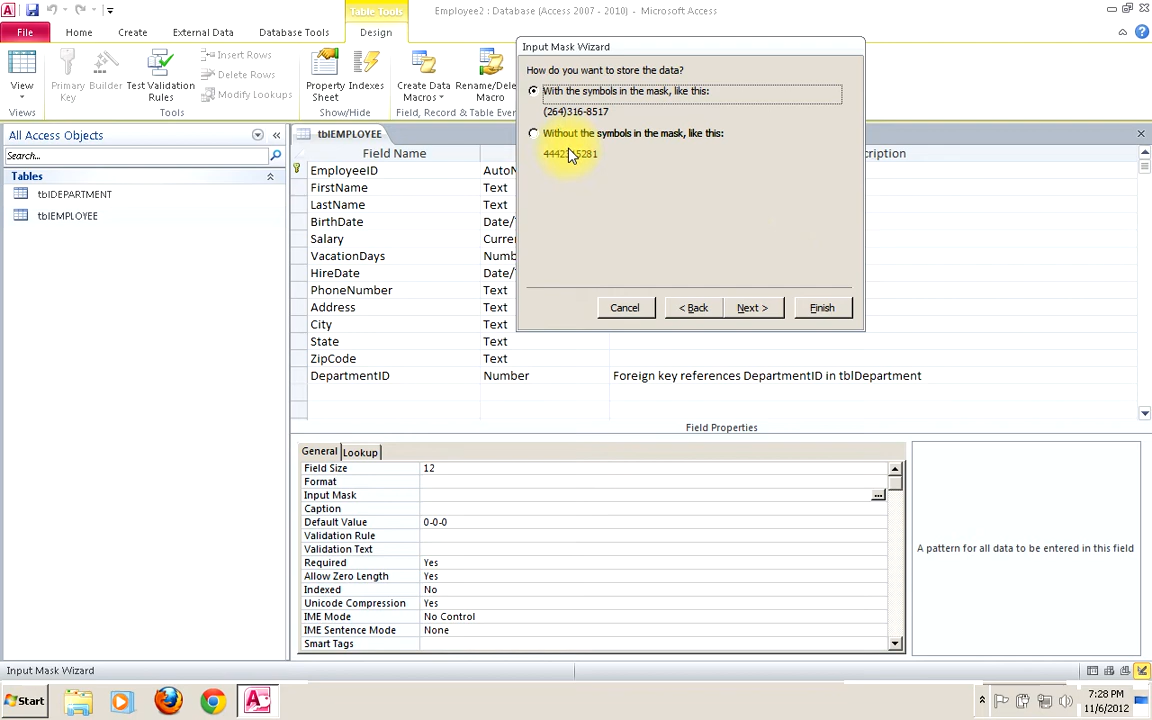 Table Tools
Employee2 : Database (Access 2007 - 2010) - Microsoft Access
File Home Create External Data Database Tools Design
View
Primary Key
Builder
Test Validation Rules
Insert Rows
Delete Rows
Modify Lookups
Property Sheet
Indexes
Create Data Macros
Rename/Delete Macro
Views Tools Show/Hide Field, Record & Table E
Input Mask Wizard
How do you want to store the data?
With the symbols in the mask, like this:
(264)316-8517
Without the symbols in the mask, like this:
Cancel < Back Next > Finish
All Access Objects
Search...
Tables
tblDEPARTMENT
tblEMPLOYEE
tblEMPLOYEE
Field Name
EmployeeID AutoN
FirstName Text
LastName Text
BirthDate Date/T
Salary Curre
VacationDays Numb
HireDate Date/T
PhoneNumber Text
Address Text
City Text
State Text
ZipCode Text
DepartmentID Number Foreign key references DepartmentID in tblDepartment
Field Properties
General Lookup
Field Size 12
Format
Input Mask ...
Caption
Default Value 0-0-0
Validation Rule
Validation Text
Required Yes
Allow Zero Length Yes
Indexed No
Unicode Compression Yes
IME Mode No Control
IME Sentence Mode None
Smart Tags
A pattern for all data to be entered in this field
Input Mask Wizard
Start
7:28 PM
11/6/2012